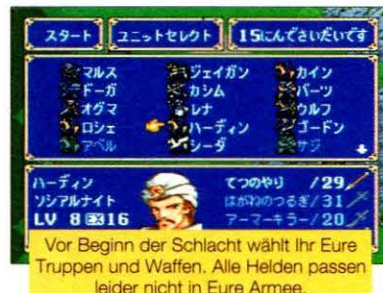 スタート ユニットセレクト 15にんでさいだいです
マルス ジェイガン カイン
ドーガ カシム バーツ
オグマ レナ ウルフ
ロシェ ハーディン ゴードン
アベル シーダ サジ
ハーディン てつのやり /29
ソシアルナイト はがねのつるぎ/31
LV 8 E316 アーマーキラー/20
Vor Beginn der Schlacht wählt Ihr Eure
Truppen und Waffen. Alle Helden passen
leider nicht in Eure Armee.